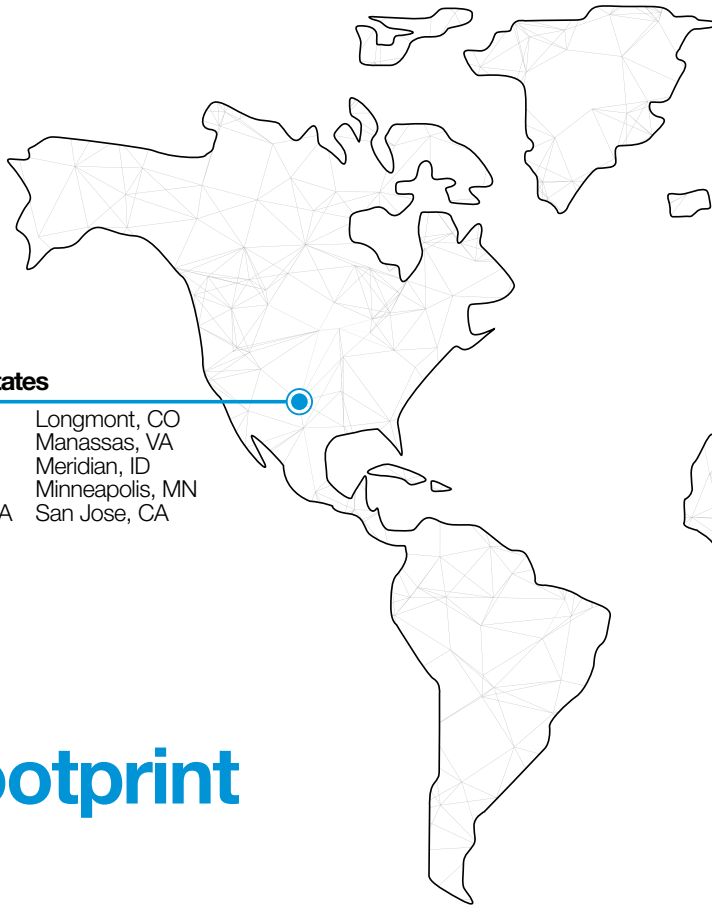 tates
Longmont, CO
Manassas, VA
Meridian, ID
Minneapolis, MN
A San Jose, CA
ootprint